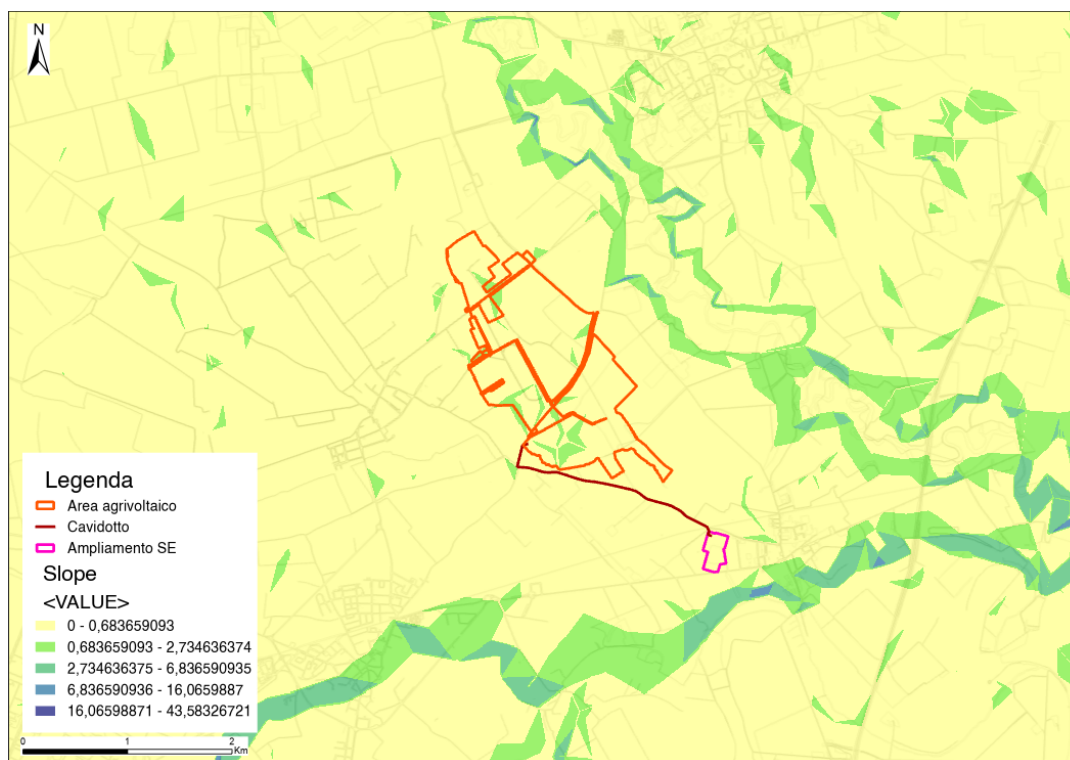 N
Legenda
Area agrivoltaico
Cavidotto
Ampliamento SE
Slope
<VALUE>
0 - 0,683659093
0,683659093 - 2,734636374
2,734636375 - 6,836590935
6,836590936 - 16,0659887
16,06598871 - 43,58326721
0 1 2
Km